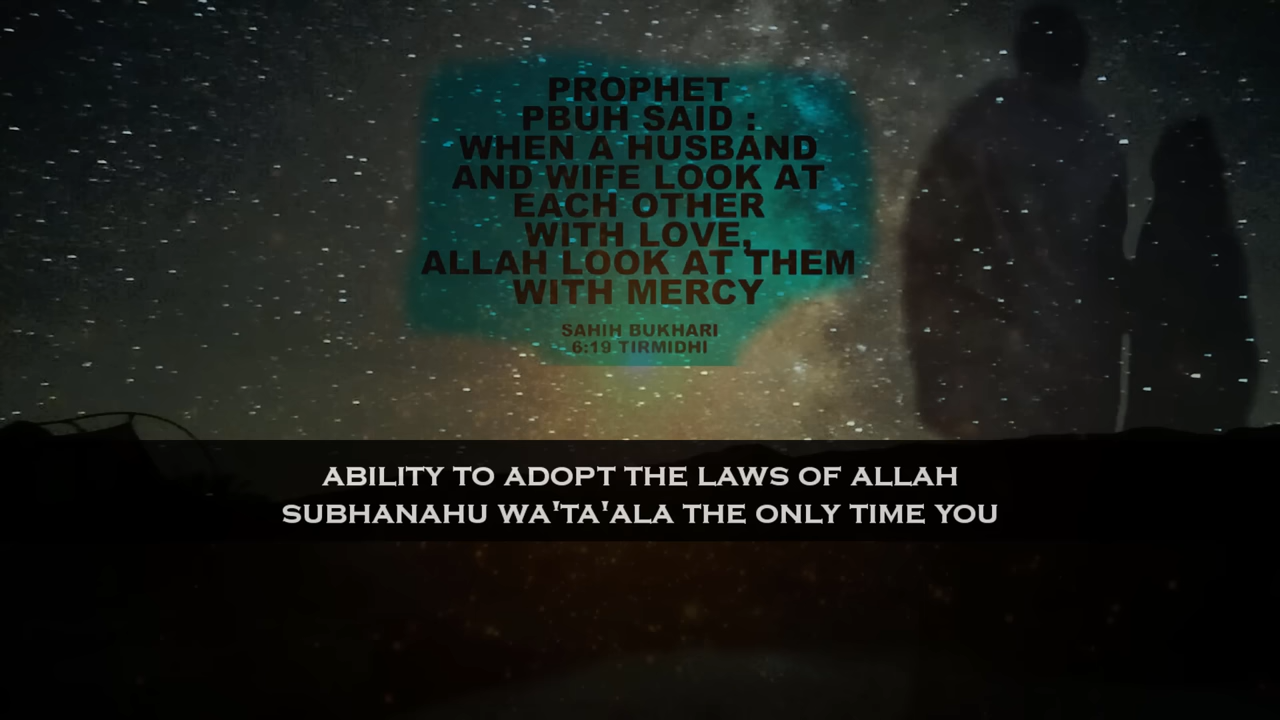 PROPHET
PBUH SAID :
WHEN A HUSBAND
AND WIFE LOOK AT
EACH OTHER
WITH LOVE,
ALLAH LOOK AT THEM
WITH MERCY
SAHIH BUKHARI
6:19 TIRMIDHI
ABILITY TO ADOPT THE LAWS OF ALLAH
SUBHANAHU WA'TA'ALA THE ONLY TIME YOU